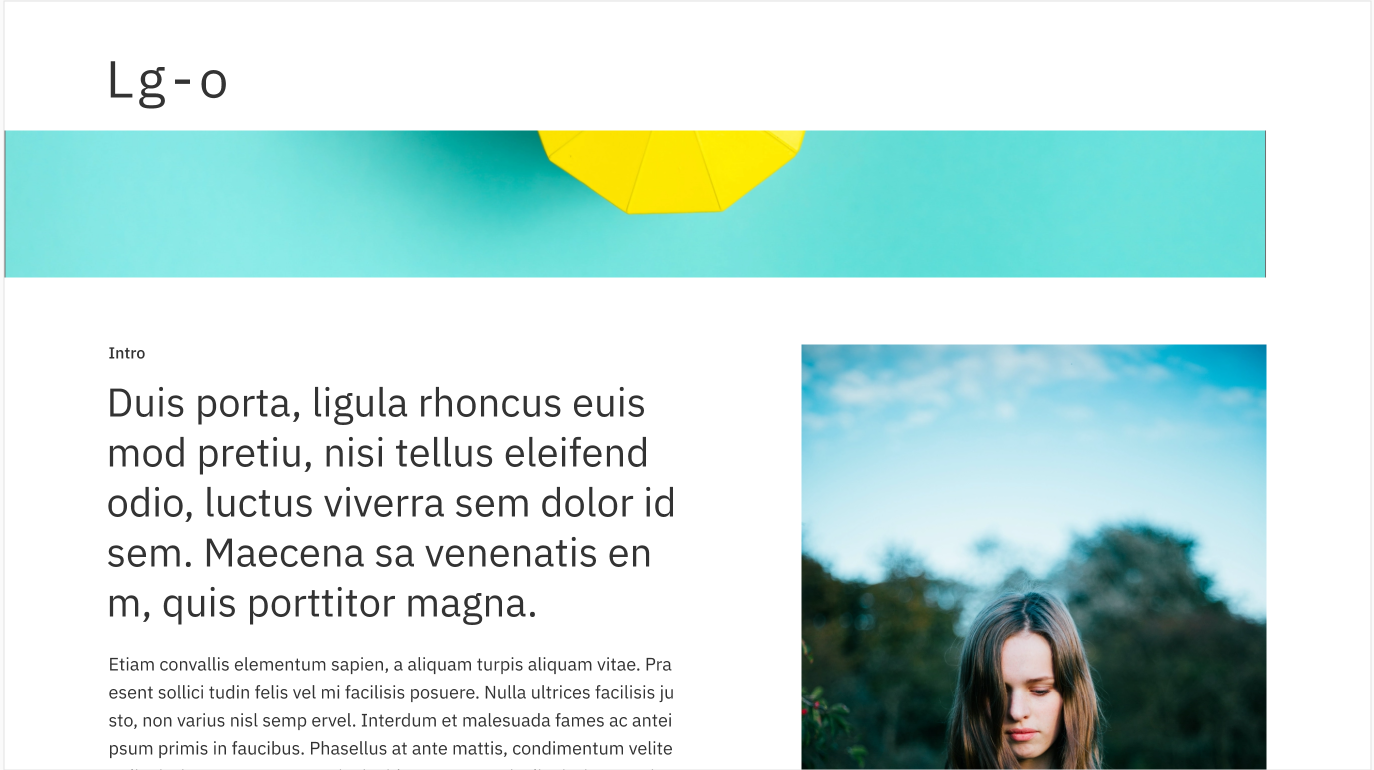 Lg-o
Intro
Duis porta, ligula rhoncus euis
mod pretiu, nisi tellus eleifend
odio, luctus viverra sem dolor id
sem. Maecena sa venenatis en
m, quis porttitor magna.
Etiam convallis elementum sapien, a aliquam turpis aliquam vitae. Pra
esent sollici tudin felis vel mi facilisis posuere. Nulla ultrices facilisis ju
sto, non varius nisl semp ervel. Interdum et malesuada fames ac antei
psum primis in faucibus. Phasellus at ante mattis, condimentum velite